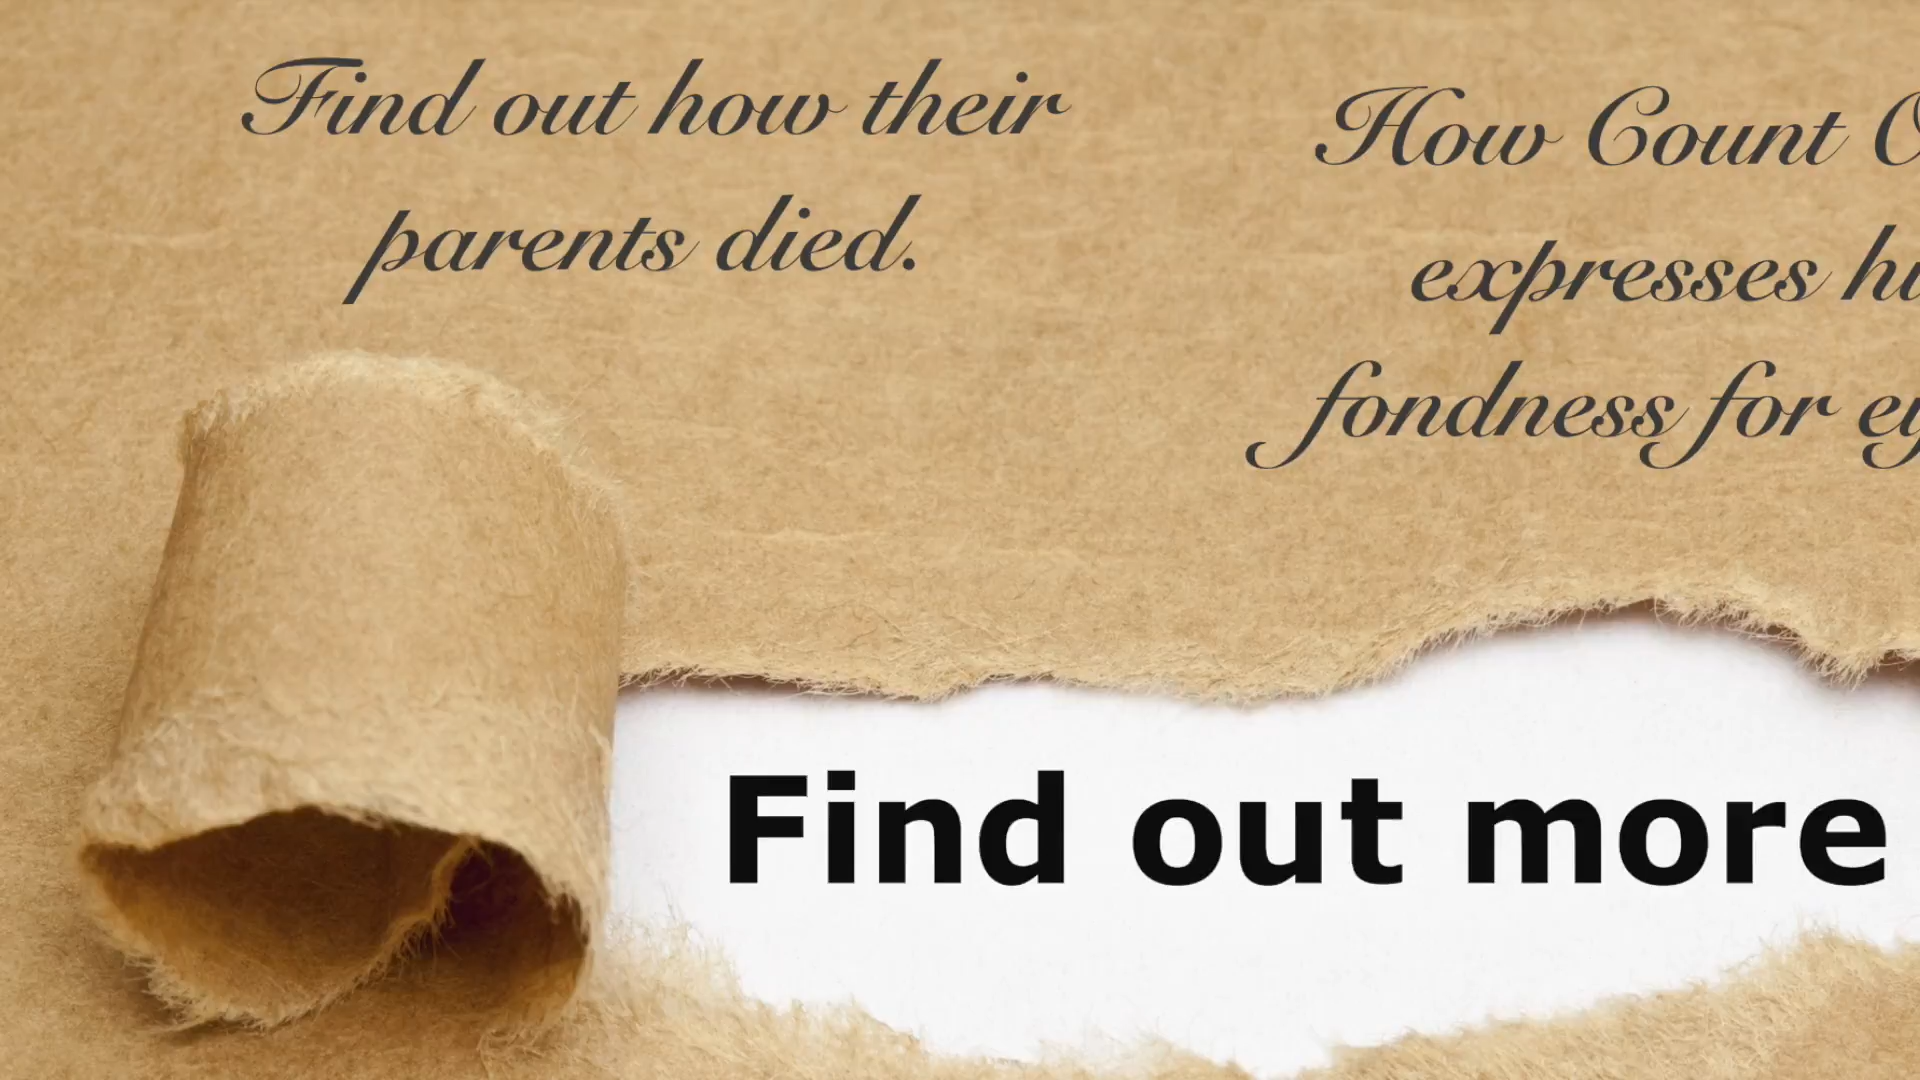 Find out how their
parents died.
How Count
expresses
fondness for
Find out more